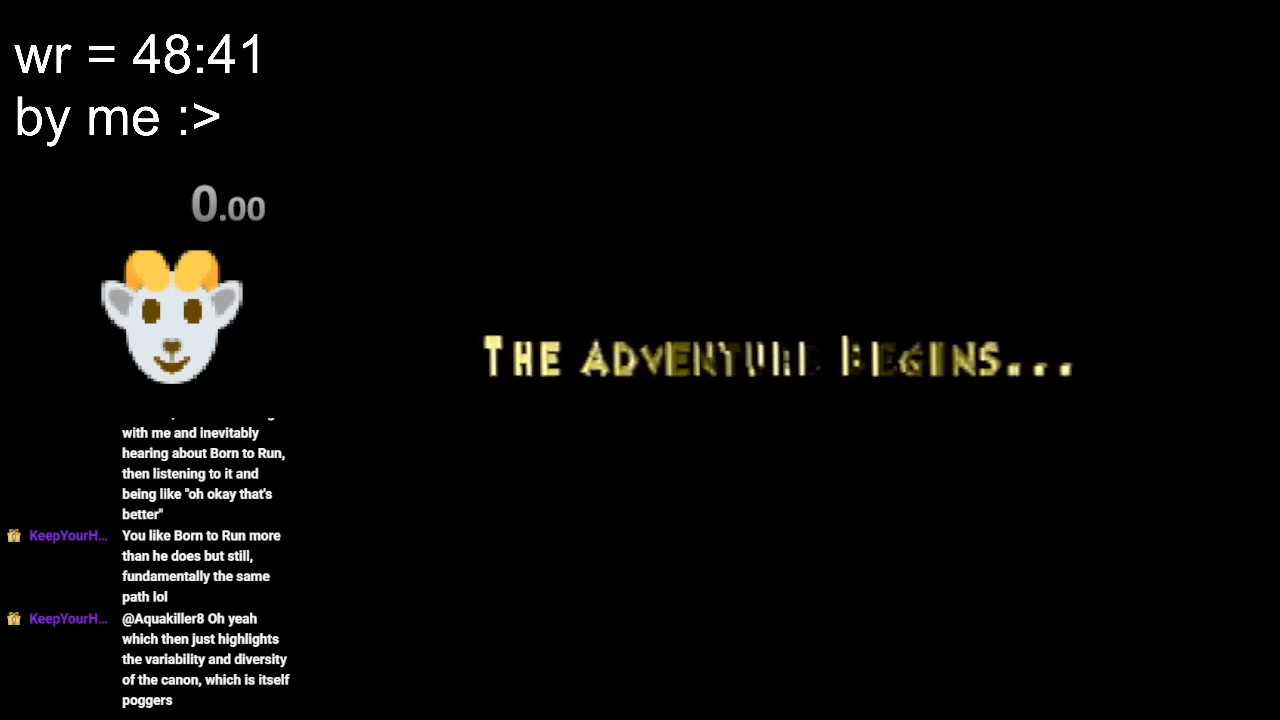 wr = 48:41
by me :>
0.00
THE ADVENTURE BEGINS...
with me and inevitably
hearing about Born to Run,
then listening to it and
being like "oh okay that's
better"
KeepYourH... You like Born to Run more
than he does but still,
fundamentally the same
path lol
KeepYourH... @Aquakiller8 Oh yeah
which then just highlights
the variability and diversity
of the canon, which is itself
poggers